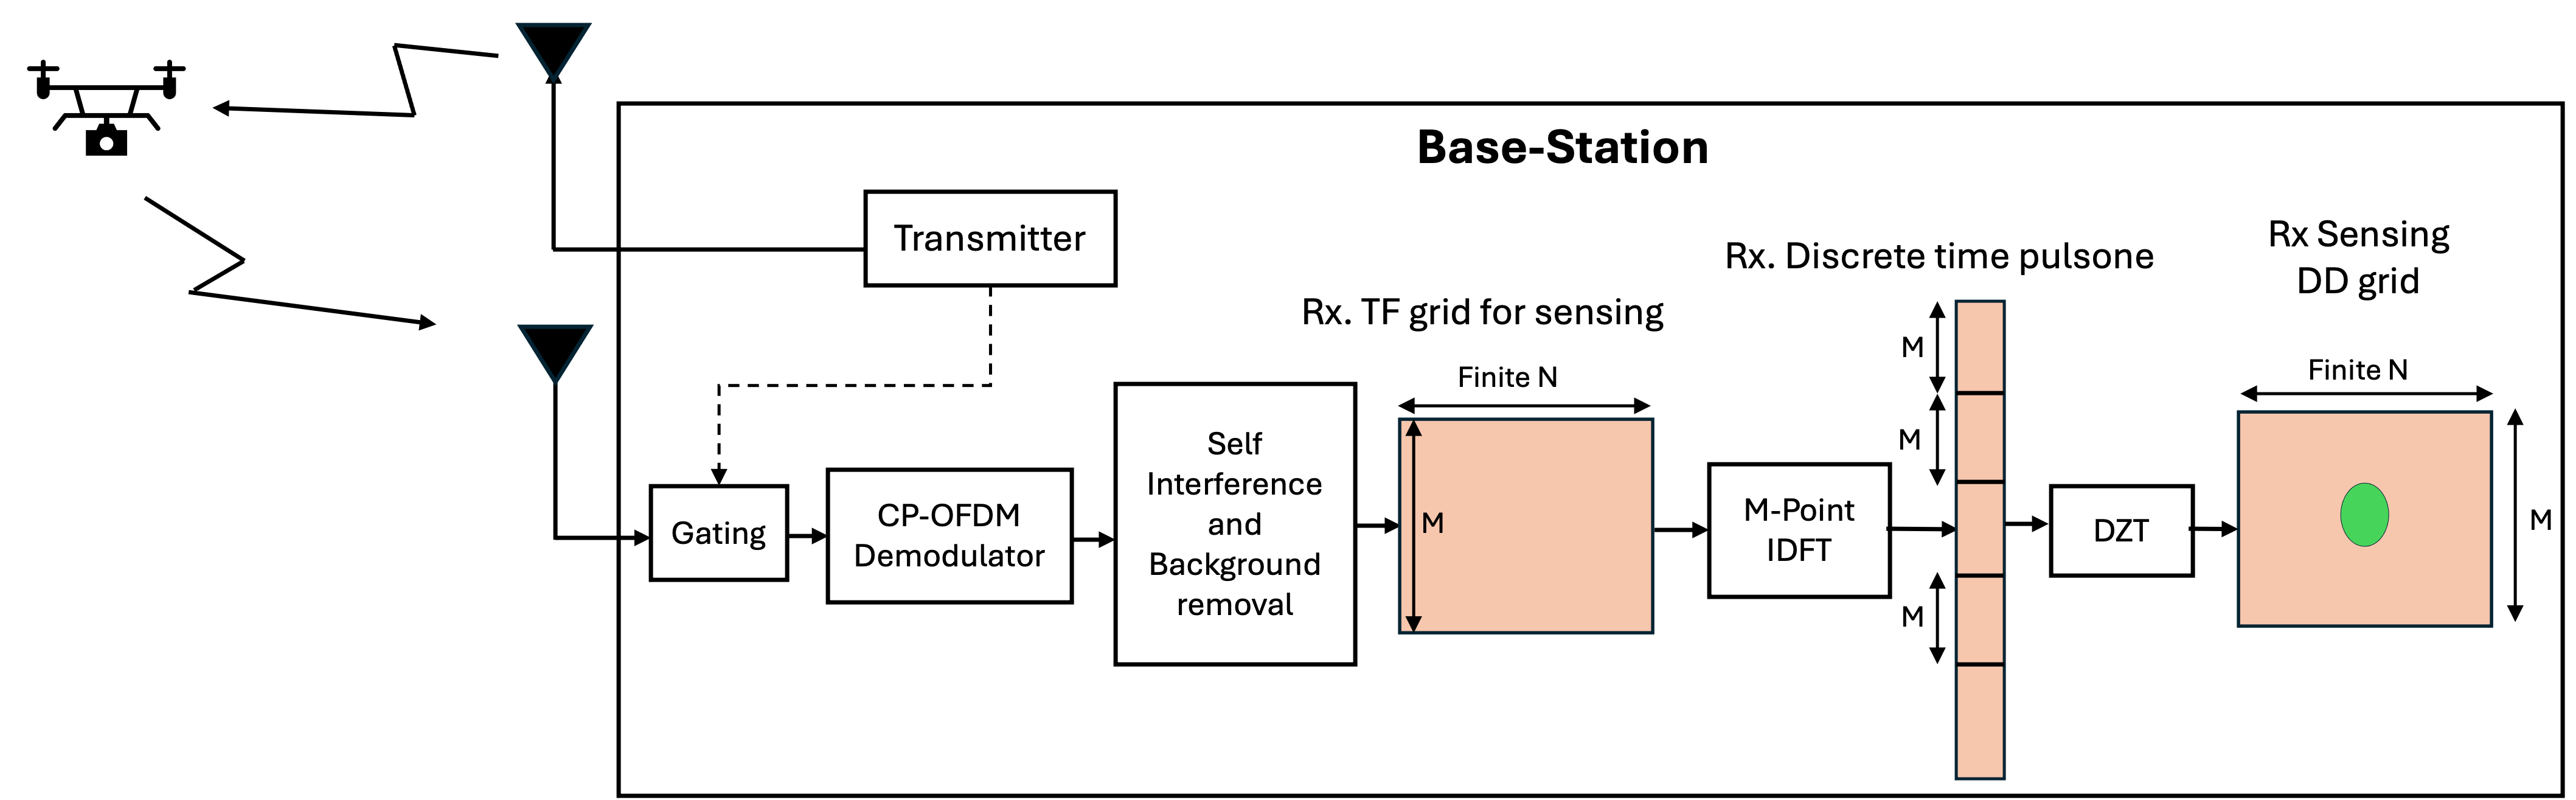 Base-Station
Transmitter
Rx. TF grid for sensing
Rx. Discrete time pulsone
Rx Sensing
DD grid
Finite N
Finite N
M
M
M
M
M
Gating
CP-OFDM
Demodulator
Self
Interference
and
Background
removal
M-Point
IDFT
DZT